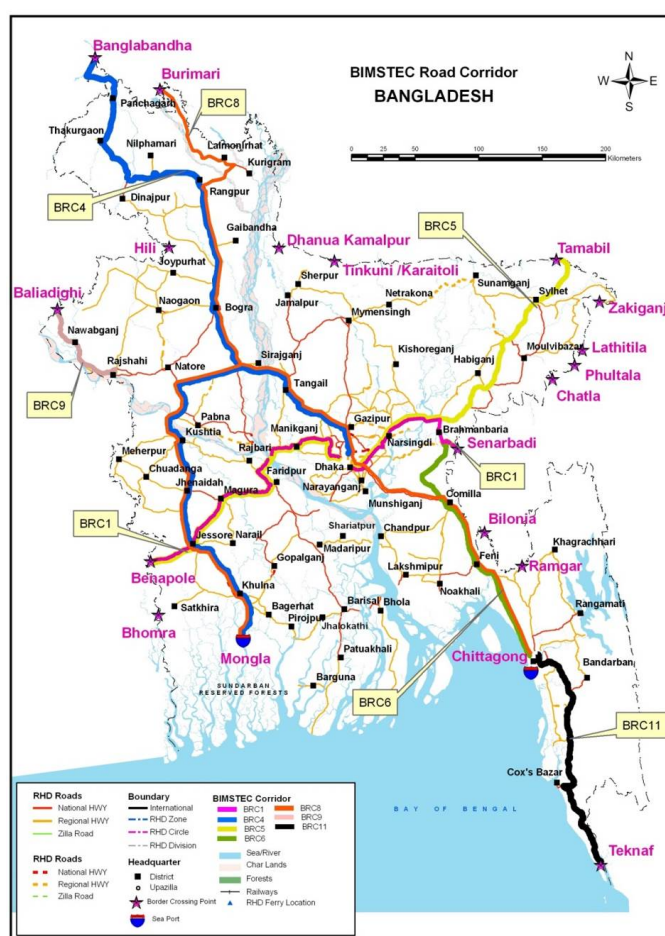 Banglabandha
Burimari
BIMSTEC Road Corridor
BANGLADESH
N
W
E
S
BRC8
Panchagarh
Thakurgaon
Nilphamari
Lalmonirhat
Kurigram
200
150
100
50
0
Kilometers
BRC4
Rangpur
Dinajpur
Gaibandha
BRC5
Hili
Dhanua Kamalpur
Tamabil
Joypurhat
Tinkuni /Karaitoli
Sherpur
Sunamganj
Sylhet
Zakiganj
Baliadighi
Naogaon
Bogra
Jamalpur
Netrakona
Mymensingh
Nawabganj
Kishoreganj
Moulvibazar
Lathitila
Rajshahi
Natore
Sirajganj
Habiganj
Phultala
BRC9
Tangail
Chatla
Pabna
Gazipur
Kushtia
Manikganj
Narsingdi
Brahmanbaria
Senarbadi
Meherpur
Rajbari
Dhaka
Chuadanga
Faridpur
Narayanganj
BRC1
Jhenaidah
Magura
Munshiganj
Comilla
BRC1
Shariatpur
Chandpur
Bilonia
Jessore
Narail
Madaripur
Khagrachhari
Benapole
Gopalganj
Lakshmipur
Feni
Ramgar
Khulna
Noakhali
Satkhira
Bagerhat
Barisal
Bhola
Rangamati
Bhomra
Pirojpur
Jhalokathi
Mongla
Patuakhali
Chittagong
Bandarban
SUNDARBAN
RESERVED FORESTS
Barguna
BRC6
BRC11
Cox's Bazar
BAY OF BENGAL
Teknaf
RHD Roads
National HWY
Regional HWY
Zilla Road
RHD Roads
National HWY
Regional HWY
Zilla Road
Boundary
International
RHD Zone
RHD Circle
RHD Division
Headquarter
District
Upazilla
Border Crossing Point
Sea Port
BIMSTEC Corridor
BRC1
BRC4
BRC5
BRC6
BRC8
BRC9
BRC11
Sea/River
Char Lands
Forests
Railways
RHD Ferry Location